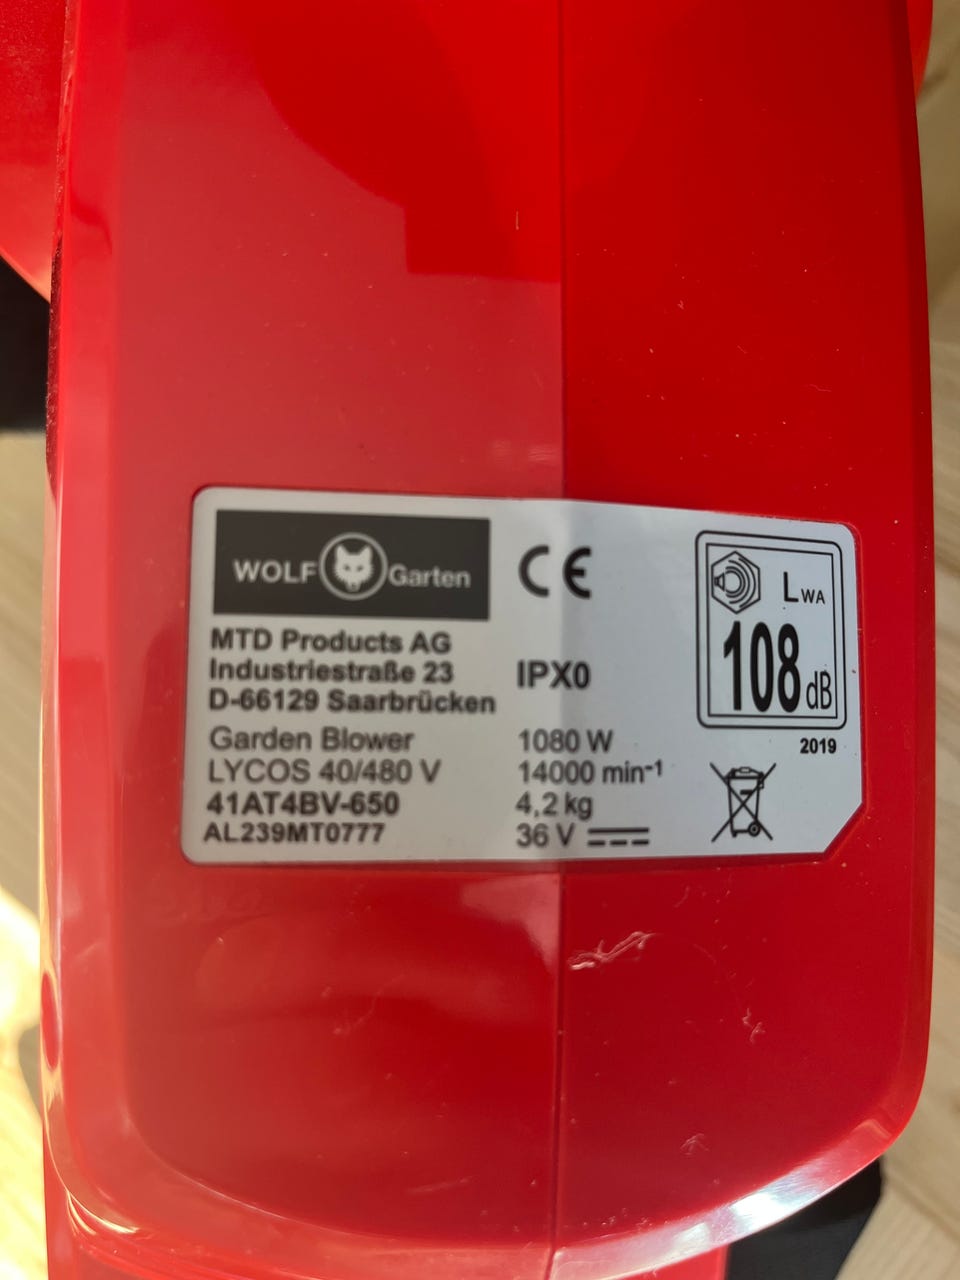 WOLF Garten
MTD Products AG
Industriestraße 23
D-66129 Saarbrücken
Garden Blower
LYCOS 40/480 V
41AT4BV-650
AL239MT0777
CE
IPX0
1080 W
14000 min⁻¹
4,2 kg
36 V
LWA
108 dB
2019